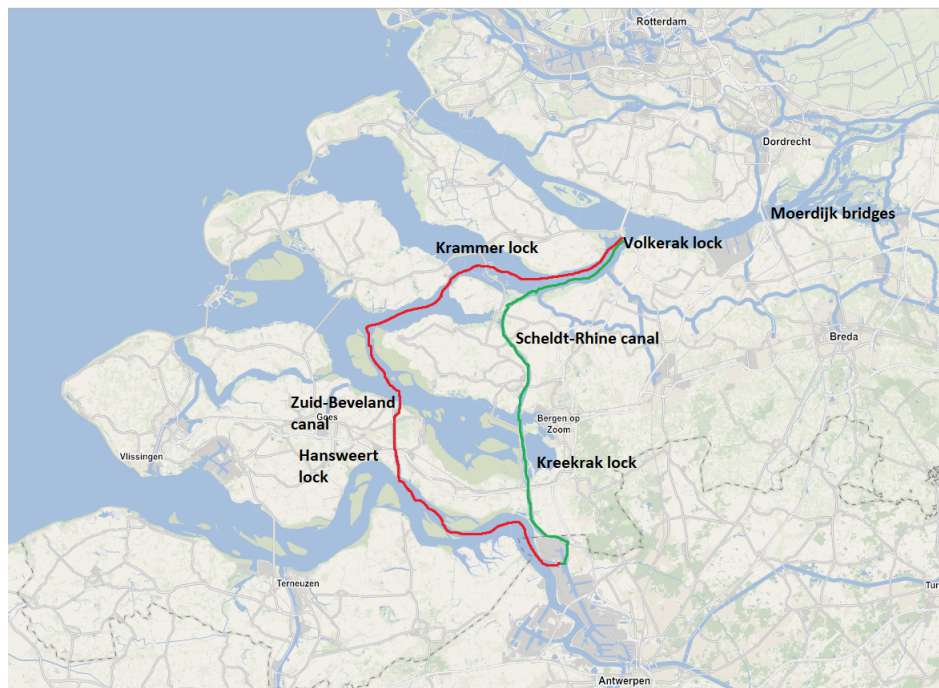 Rotterdam
Dordrecht
Moerdijk bridges
Krammer lock
Volkerak lock
Scheldt-Rhine canal
Breda
Zuid-Beveland
canal
Goes
Bergen op
Zoom
Vlissingen
Hansweert
lock
Kreekrak lock
Terneuzen
Tur
Antwerpen